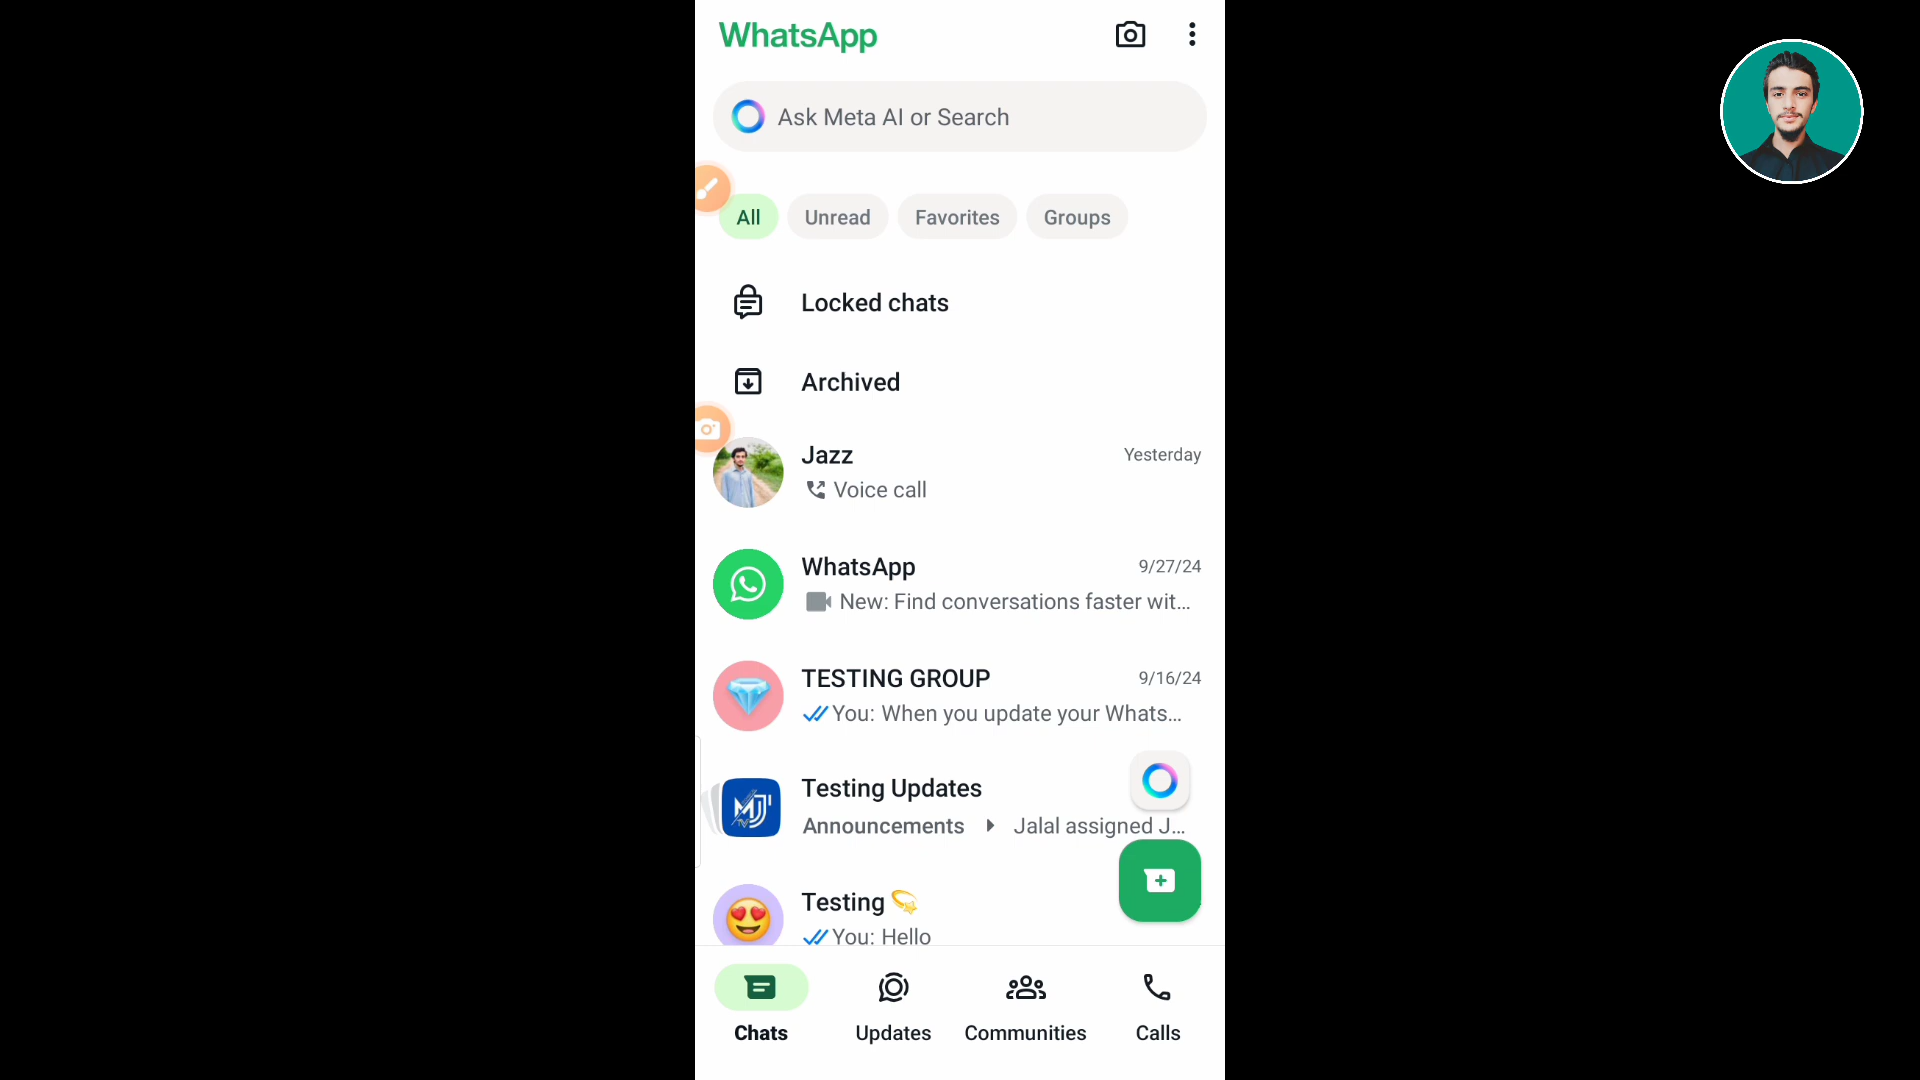 WhatsApp
Ask Meta AI or Search
All Unread Favorites Groups
Locked chats
Archived
Jazz Yesterday
Voice call
WhatsApp 9/27/24
New: Find conversations faster wit...
TESTING GROUP 9/16/24
You: When you update your Whats...
Testing Updates
Announcements Jalal assigned J...
Testing 💫
You: Hello
Chats Updates Communities Calls